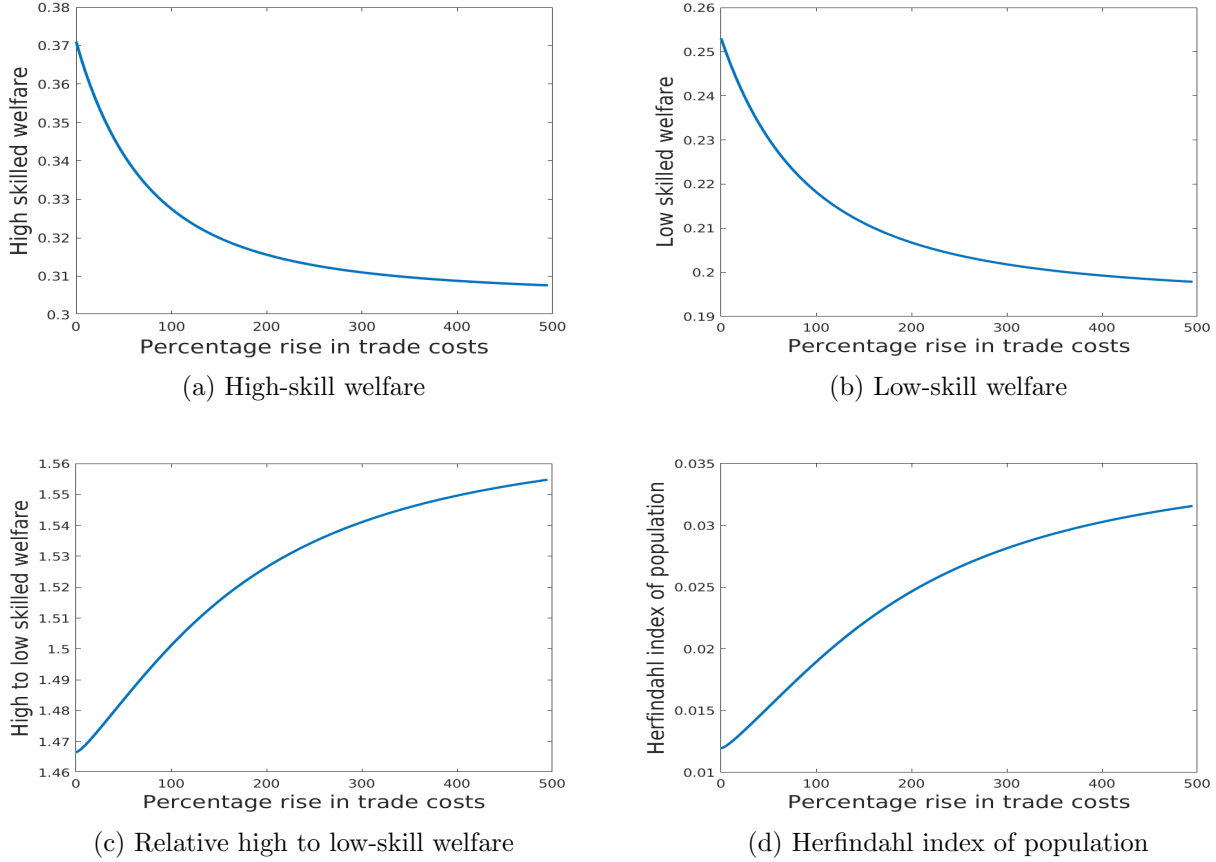 0.38
0.37
0.36
0.35
0.34
0.33
0.32
0.31
0.3
High skilled welfare
0 100 200 300 400 500
Percentage rise in trade costs
(a) High-skill welfare
0.26
0.25
0.24
0.23
0.22
0.21
0.2
0.19
Low skilled welfare
0 100 200 300 400 500
Percentage rise in trade costs
(b) Low-skill welfare
1.56
1.55
1.54
1.53
1.52
1.51
1.5
1.49
1.48
1.47
1.46
High to low skilled welfare
0 100 200 300 400 500
Percentage rise in trade costs
(c) Relative high to low-skill welfare
0.035
0.03
0.025
0.02
0.015
0.01
Herfindahl index of population
0 100 200 300 400 500
Percentage rise in trade costs
(d) Herfindahl index of population